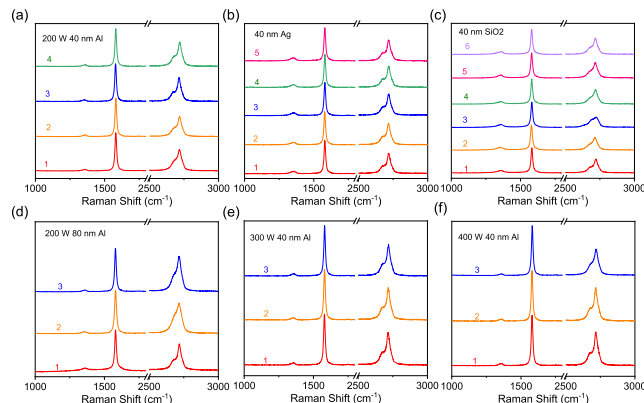 (a)
200 W 40 nm Al
4
3
2
1
1000
1500
2500
3000
Raman Shift (cm⁻¹)
(b)
40 nm Ag
5
4
3
2
1
1000
1500
2500
3000
Raman Shift (cm⁻¹)
(c)
40 nm SiO2
6
5
4
3
2
1
1000
1500
2500
3000
Raman Shift (cm⁻¹)
(d)
200 W 80 nm Al
3
2
1
1000
1500
2500
3000
Raman Shift (cm⁻¹)
(e)
300 W 40 nm Al
3
2
1
1000
1500
2500
3000
Raman Shift (cm⁻¹)
(f)
400 W 40 nm Al
3
2
1
1000
1500
2500
3000
Raman Shift (cm⁻¹)